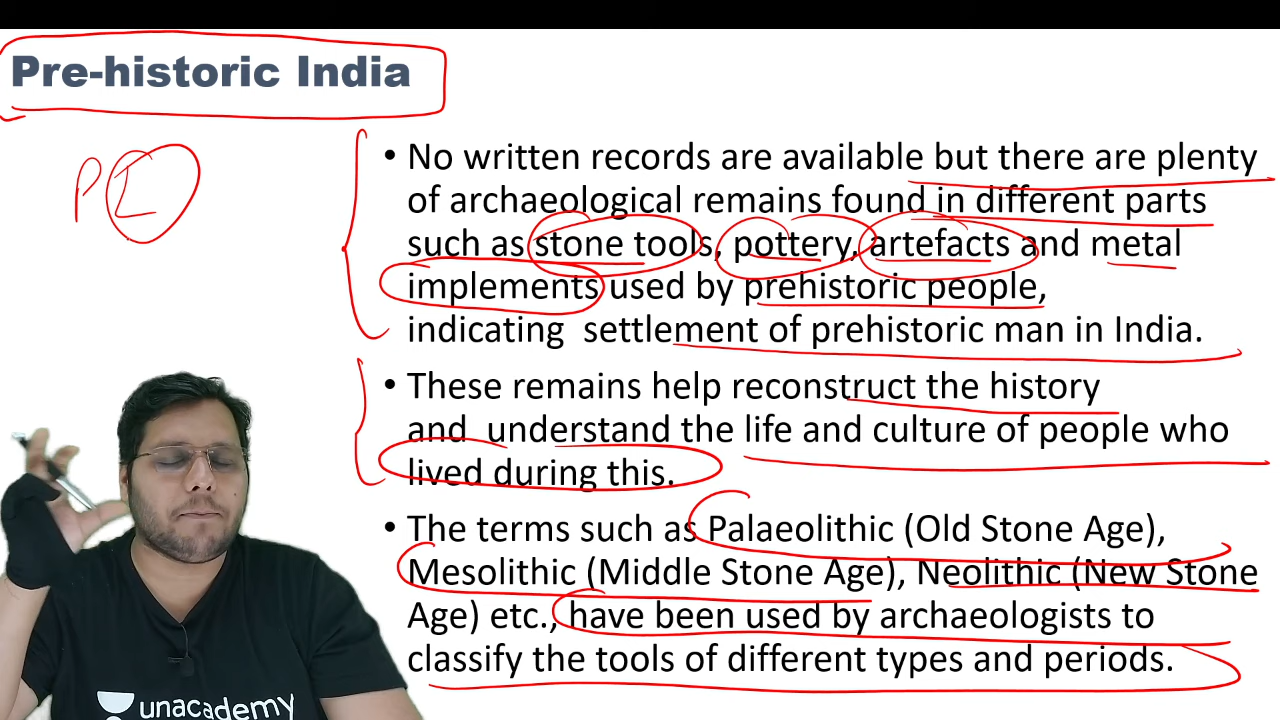 Pre-historic India
PI
• No written records are available but there are plenty
of archaeological remains found in different parts
such as stone tools, pottery, artefacts and metal
implements used by prehistoric people,
indicating settlement of prehistoric man in India.
• These remains help reconstruct the history
and understand the life and culture of people who
lived during this.
• The terms such as Palaeolithic (Old Stone Age),
Mesolithic (Middle Stone Age), Neolithic (New Stone
Age) etc., have been used by archaeologists to
classify the tools of different types and periods.
unacademy